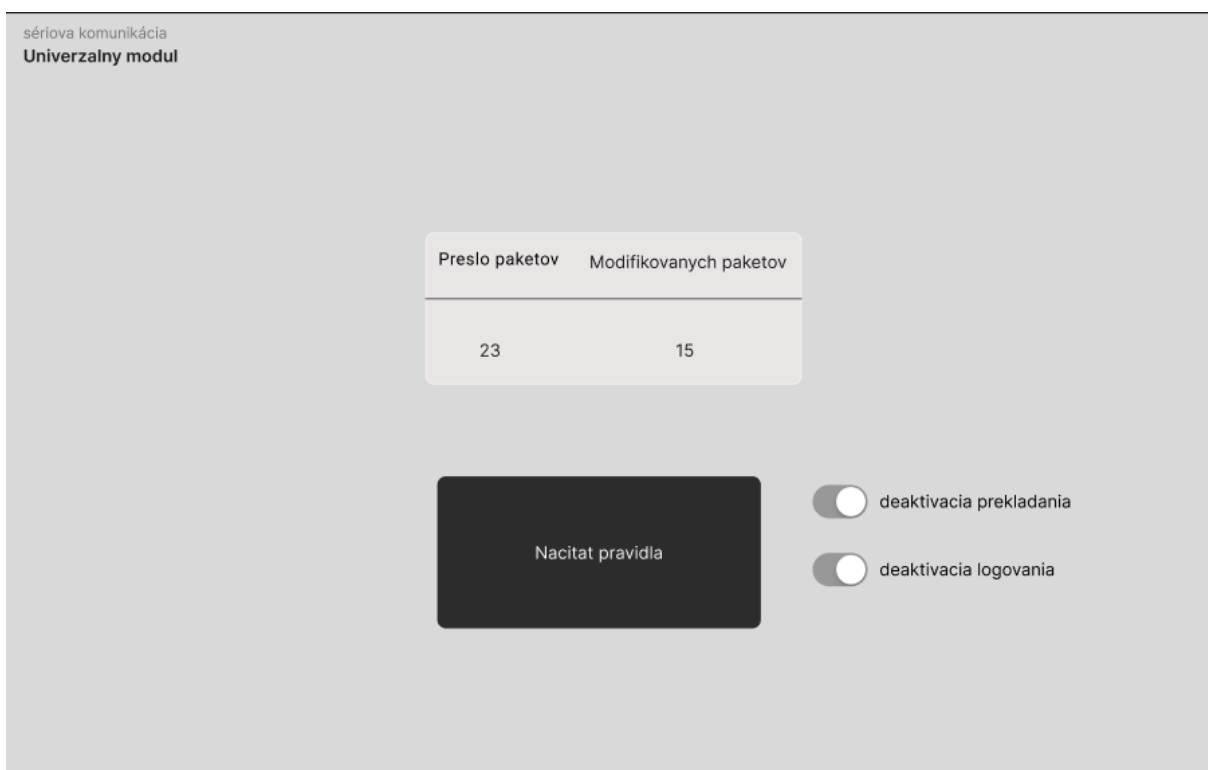 sériova komunikácia
Univerzalny modul
Preslo paketov Modifikovanych paketov
23 15
Nacitat pravidla
deaktivacia prekladania
deaktivacia logovania